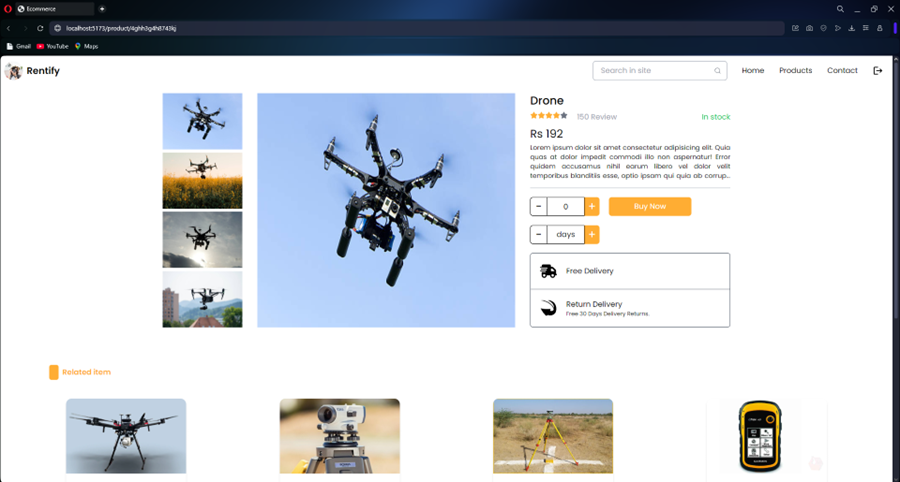 Ecommerce
localhost:5173/product/4ghh3g4h8743kj
Gmail YouTube Maps
Rentify
Search in site
Home Products Contact
Drone
150 Review In stock
Rs 192
Lorem ipsum dolor sit amet consectetur adipisicing elit. Quia
quas at dolor impedit commodi illo non aspernatur! Error
quidem accusamus nihil earum libero vel dolor velit
temporibus blanditiis esse, optio ipsam qui quia ab corrup...
- 0 + Buy Now
- days +
Free Delivery
Return Delivery
Free 30 Days Delivery Returns.
Related item